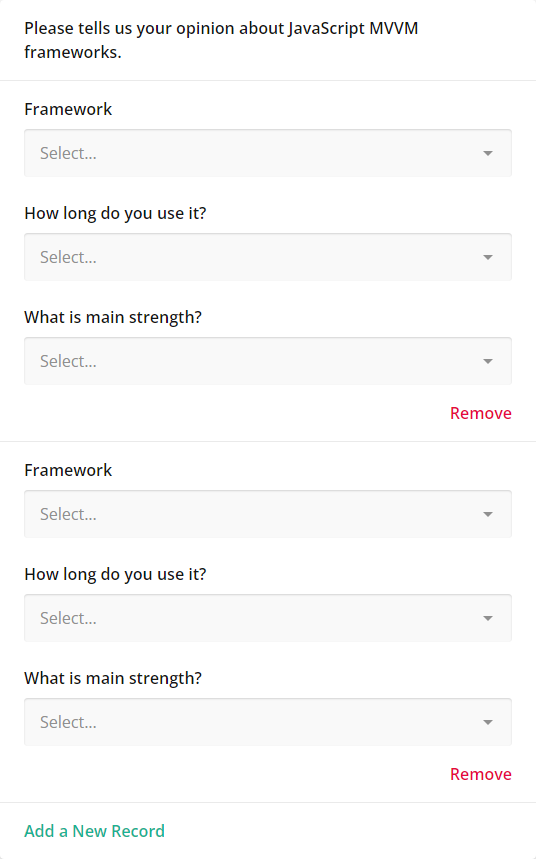 Please tells us your opinion about JavaScript MVVM
frameworks.
Framework
Select...
How long do you use it?
Select...
What is main strength?
Select...
Remove
Framework
Select...
How long do you use it?
Select...
What is main strength?
Select...
Remove
Add a New Record